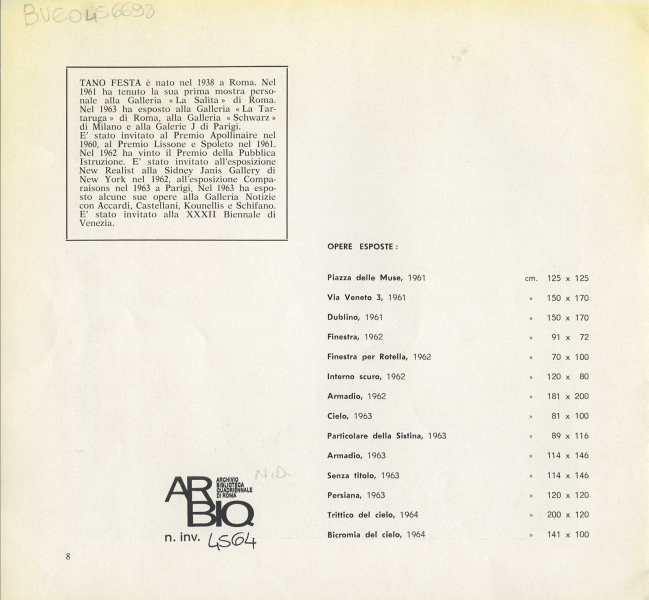 BVE0456693
TANO FESTA è nato nel 1938 a Roma. Nel
1961 ha tenuto la sua prima mostra perso-
nale alla Galleria « La Salita » di Roma.
Nel 1963 ha esposto alla Galleria « La Tar-
taruga » di Roma, alla Galleria « Schwarz »
di Milano e alla Galerie J di Parigi.
E' stato invitato al Premio Apollinaire nel
1960, al Premio Lissone e Spoleto nel 1961.
Nel 1962 ha vinto il Premio della Pubblica
Istruzione. E' stato invitato all'esposizione
New Realist alla Sidney Janis Gallery di
New York nel 1962, all'esposizione Compa-
raisons nel 1963 a Parigi. Nel 1963 ha espo-
sto alcune sue opere alla Galleria Notizie
con Accardi, Castellani, Kounellis e Schifano.
E' stato invitato alla XXXII Biennale di
Venezia.
OPERE ESPOSTE :
Piazza delle Muse, 1961 cm. 125 x 125
Via Veneto 3, 1961 » 150 x 170
Dublino, 1961 » 150 x 170
Finestra, 1962 » 91 x 72
Finestra per Rotella, 1962 » 70 x 100
Interno scuro, 1962 » 120 x 80
Armadio, 1962 » 181 x 200
Cielo, 1963 » 81 x 100
Particolare della Sistina, 1963 » 89 x 116
Armadio, 1963 » 114 x 146
Senza titolo, 1963 » 114 x 146
Persiana, 1963 » 120 x 120
Trittico del cielo, 1964 » 200 x 120
Bicromia del cielo, 1964 » 141 x 100
N.D.
ARBIQ
ARCHIVIO
BIBLIOTECA
QUADRIENNALE
DI ROMA
n. inv. 4564
8